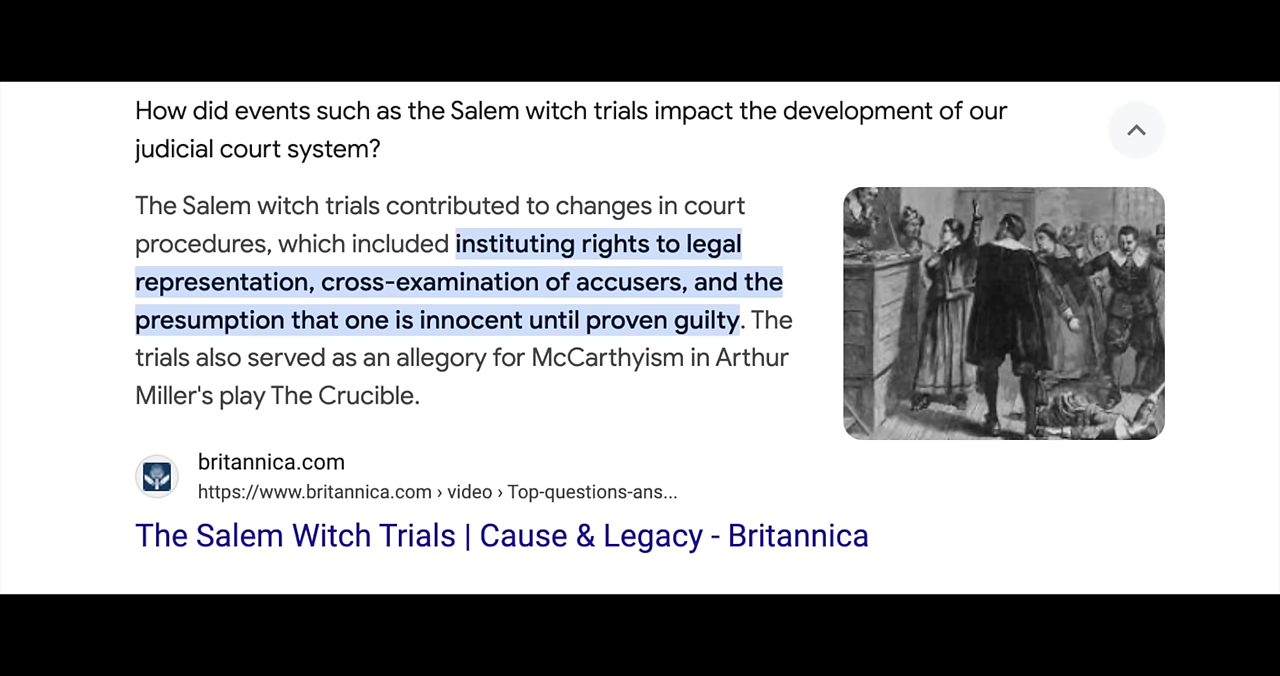 How did events such as the Salem witch trials impact the development of our
judicial court system?
The Salem witch trials contributed to changes in court
procedures, which included instituting rights to legal
representation, cross-examination of accusers, and the
presumption that one is innocent until proven guilty. The
trials also served as an allegory for McCarthyism in Arthur
Miller's play The Crucible.
britannica.com
https://www.britannica.com › video › Top-questions-ans...
The Salem Witch Trials | Cause & Legacy - Britannica